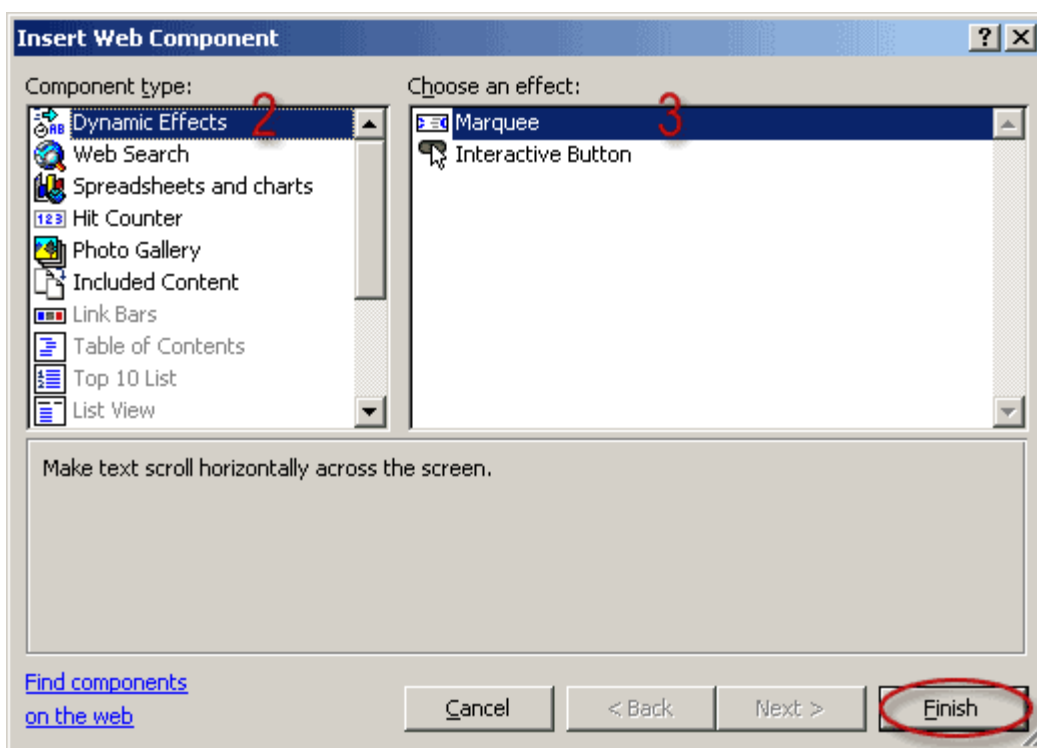 Insert Web Component
Component type:
Dynamic Effects 2
Web Search
Spreadsheets and charts
123 Hit Counter
Photo Gallery
Included Content
Link Bars
Table of Contents
Top 10 List
List View
Choose an effect:
Marquee 3
Interactive Button
Make text scroll horizontally across the screen.
Find components
on the web
Cancel
< Back
Next >
Finish